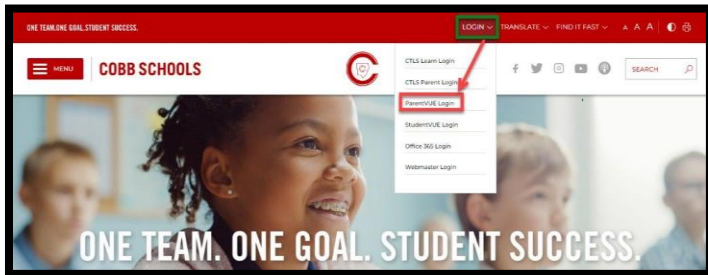 ONE TEAM.ONE GOAL.STUDENT SUCCESS.
LOGIN TRANSLATE FIND IT FAST A A A
MENU
COBB SCHOOLS
C
SEARCH
CTLS Learn Login
CTLS Parent Login
ParentVUE Login
StudentVUE Login
Office 365 Login
Webmaster Login
ONE TEAM. ONE GOAL. STUDENT SUCCESS.